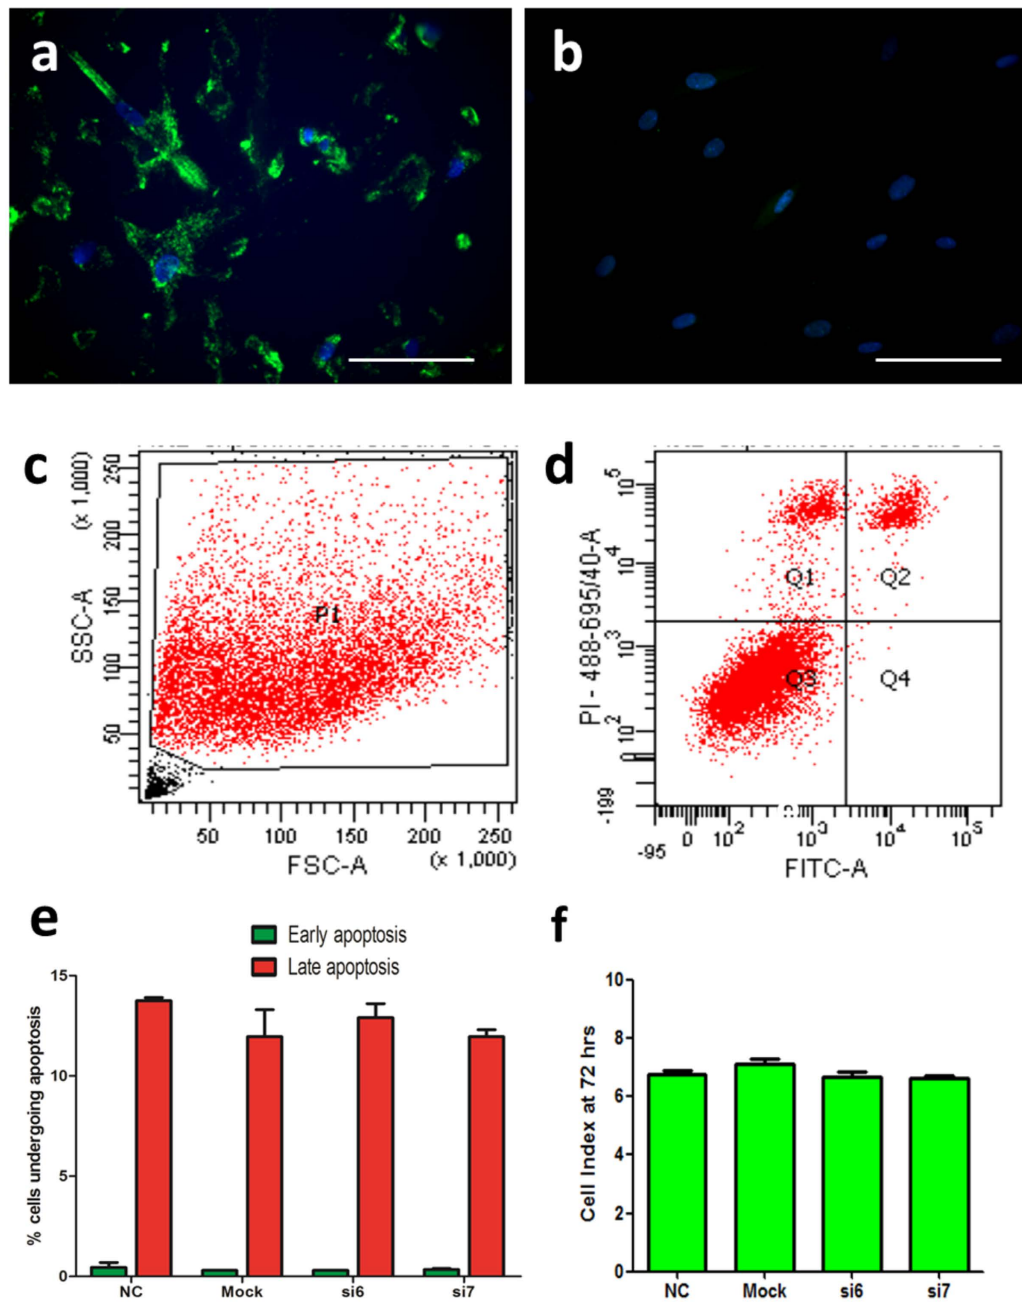 a
b
c
SSC-A
(x 1,000)
250
200
150
100
50
P1
50 100 150 200 250
FSC-A
(x 1,000)
d
PI - 488-695/40-A
10^5
10^4
10^3
10^2
-199
Q1
Q2
Q3
Q4
-95 0 10^2 10^3 10^4 10^5
FITC-A
e
Early apoptosis
Late apoptosis
% cells undergoing apoptosis
15
10
5
0
NC Mock si6 si7
f
Cell Index at 72 hrs
10
8
6
4
2
0
NC Mock si6 si7